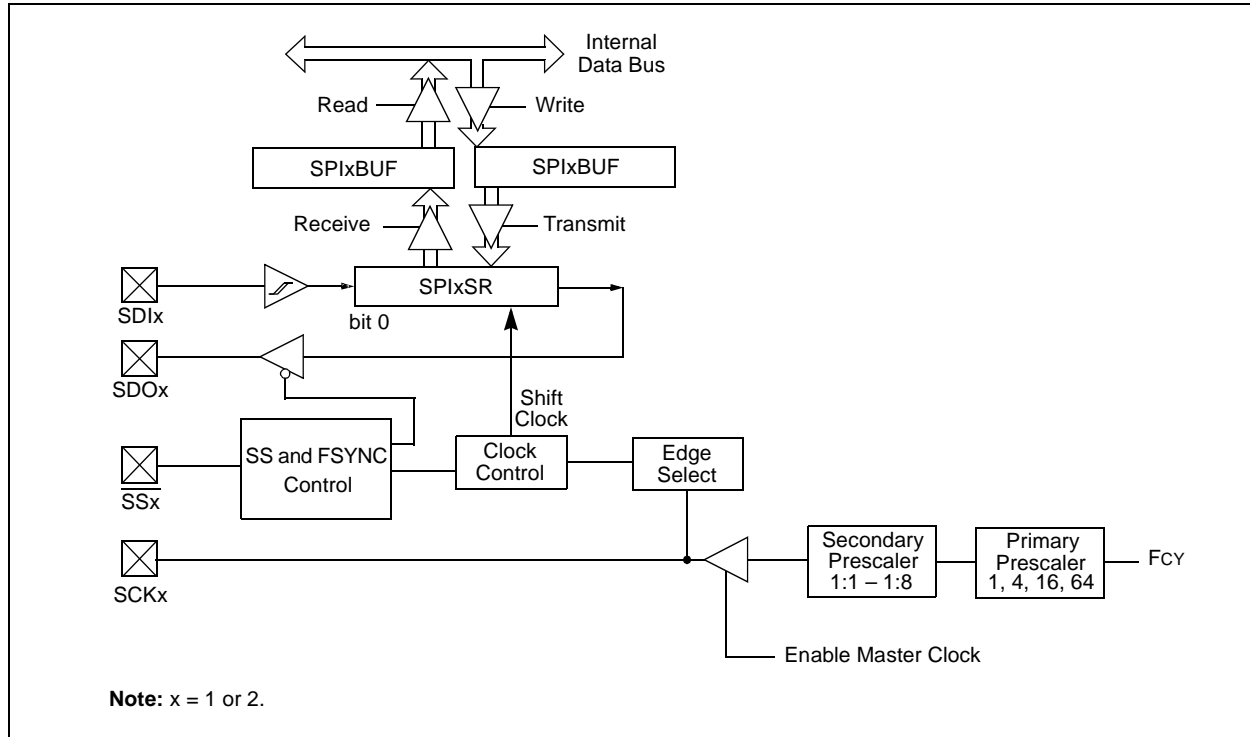 Internal
Data Bus
Read
Write
SPIxBUF
SPIxBUF
Receive
Transmit
SPIxSR
SDIx
bit 0
SDOx
Shift
Clock
SS and FSYNC
Control
Clock
Control
Edge
Select
SSx
Secondary
Prescaler
1:1 – 1:8
Primary
Prescaler
1, 4, 16, 64
FCY
SCKx
Enable Master Clock
Note: x = 1 or 2.